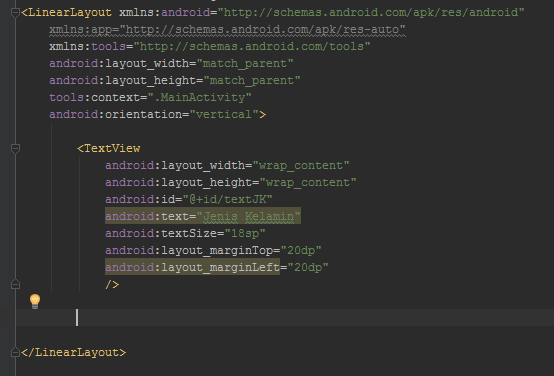 <LinearLayout xmlns:android="http://schemas.android.com/apk/res/android"
xmlns:app="http://schemas.android.com/apk/res-auto"
xmlns:tools="http://schemas.android.com/tools"
android:layout_width="match_parent"
android:layout_height="match_parent"
tools:context=".MainActivity"
android:orientation="vertical">
<TextView
android:layout_width="wrap_content"
android:layout_height="wrap_content"
android:id="@+id/textJK"
android:text="Jenis Kelamin"
android:textSize="18sp"
android:layout_marginTop="20dp"
android:layout_marginLeft="20dp"
/>
</LinearLayout>